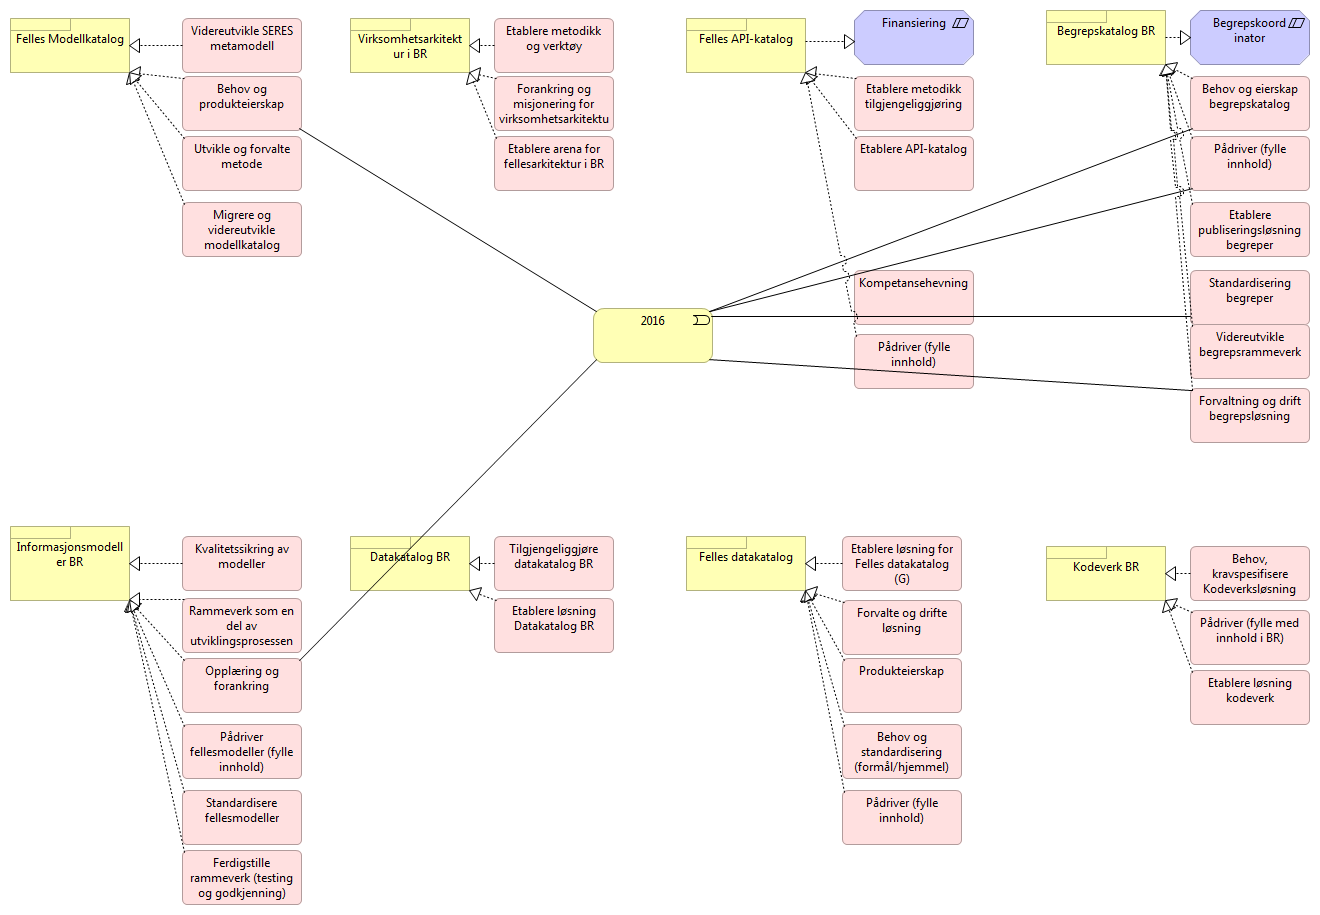 Felles Modellkatalog
Videreutvikle SERES
metamodell
Behov og
produkteierskap
Utvikle og forvalte
metode
Migrere og
videreutvikle
modellkatalog
Virksomhetsarkitekt
ur i BR
Etablere metodikk
og verktøy
Forankring og
misjonering for
virksomhetsarkitektu
Etablere arena for
fellesarkitektur i BR
Felles API-katalog
Finansiering
Etablere metodikk
tilgjengeliggjøring
Etablere API-katalog
Kompetansehevning
Pådriver (fylle
innhold)
Begrepskatalog BR
Begrepskoord
inator
Behov og eierskap
begrepskatalog
Pådriver (fylle
innhold)
Etablere
publiseringsløsning
begreper
Standardisering
begreper
Videreutvikle
begrepsrammeverk
Forvaltning og drift
begrepsløsning
2016
Informasjonsmodell
er BR
Kvalitetssikring av
modeller
Rammeverk som en
del av
utviklingsprosessen
Opplæring og
forankring
Pådriver
fellesmodeller (fylle
innhold)
Standardisere
fellesmodeller
Ferdigstille
rammeverk (testing
og godkjenning)
Datakatalog BR
Tilgjengeliggjøre
datakatalog BR
Etablere løsning
Datakatalog BR
Felles datakatalog
Etablere løsning for
Felles datakatalog
(G)
Forvalte og drifte
løsning
Produkteierskap
Behov og
standardisering
(formål/hjemmel)
Pådriver (fylle
innhold)
Kodeverk BR
Behov,
kravspesifisere
Kodeverksløsning
Pådriver (fylle med
innhold i BR)
Etablere løsning
kodeverk